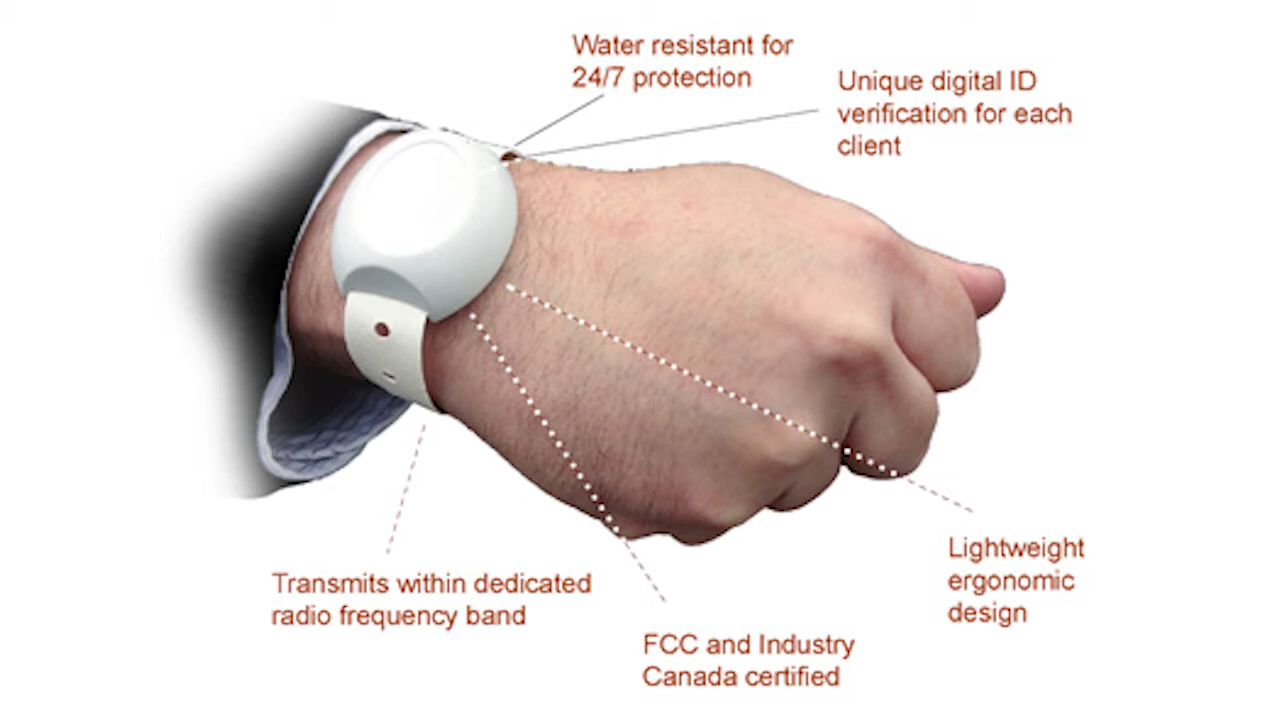 Water resistant for
24/7 protection
Unique digital ID
verification for each
client
Lightweight
ergonomic
design
Transmits within dedicated
radio frequency band
FCC and Industry
Canada certified